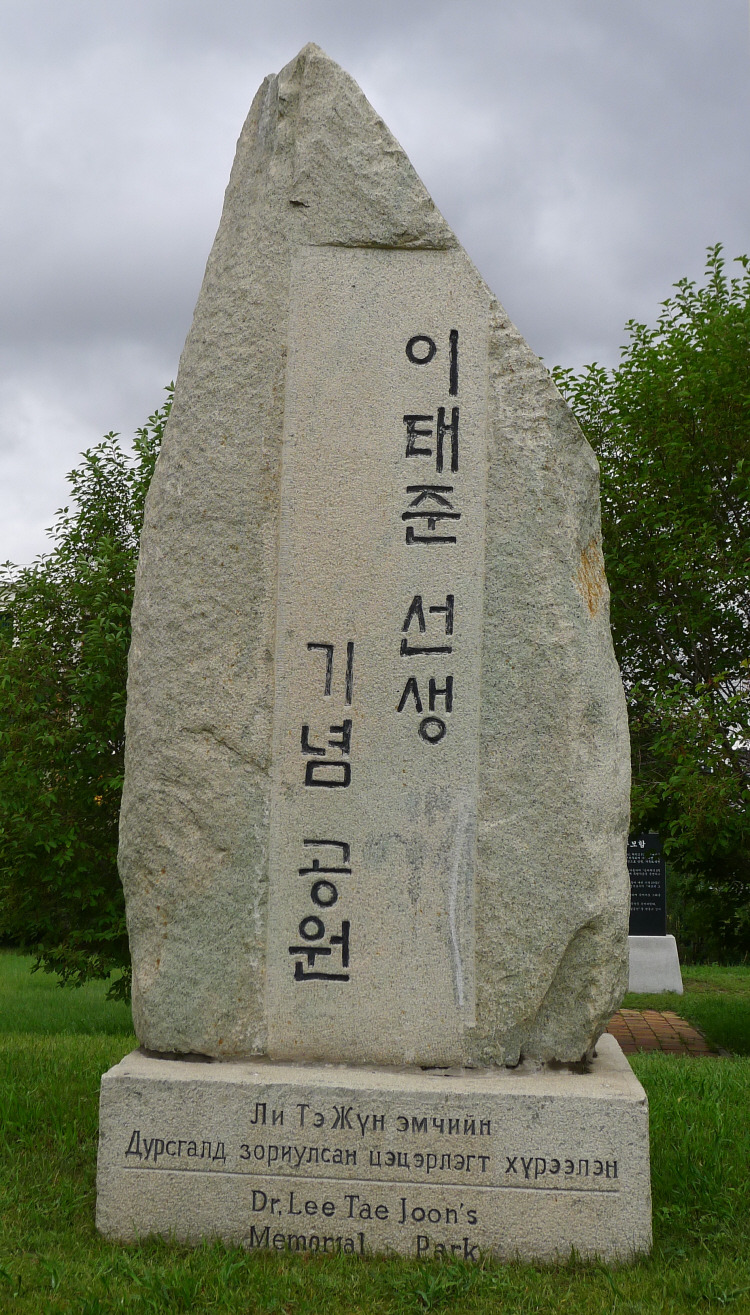 이태준 선생
기념 공원
Ли Тэ Жүн эмчийн
Дурсгалд зориулсан цэцэрлэгт хүрээлэн
Dr. Lee Tae Joon's
Memorial Park